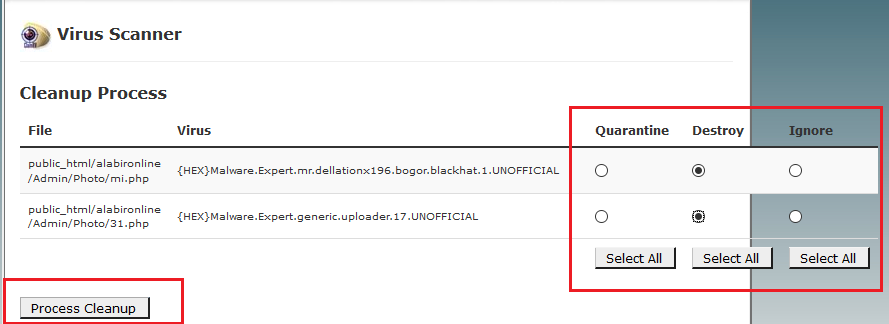 Virus Scanner
Cleanup Process
File Virus Quarantine Destroy Ignore
public_html/alabironline
/Admin/Photo/mi.php
{HEX}Malware.Expert.mr.dellationx196.bogor.blackhat.1.UNOFFICIAL
public_html/alabironline
/Admin/Photo/31.php
{HEX}Malware.Expert.generic.uploader.17.UNOFFICIAL
Select All Select All Select All
Process Cleanup